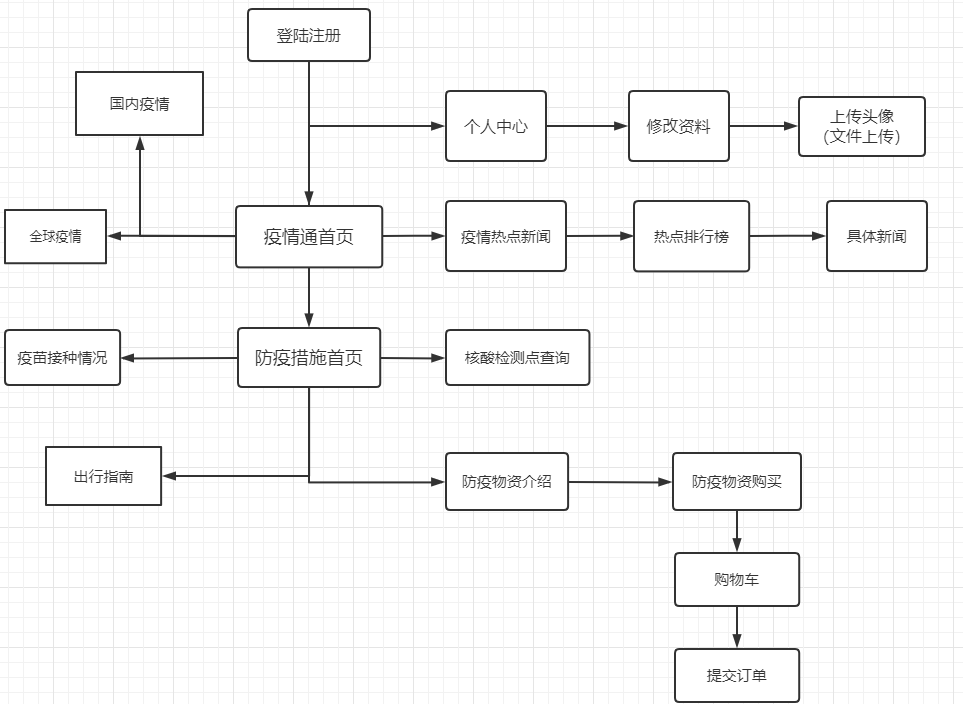 登陆注册
国内疫情
个人中心
修改资料
上传头像
（文件上传）
全球疫情
疫情通首页
疫情热点新闻
热点排行榜
具体新闻
疫苗接种情况
防疫措施首页
核酸检测点查询
出行指南
防疫物资介绍
防疫物资购买
购物车
提交订单